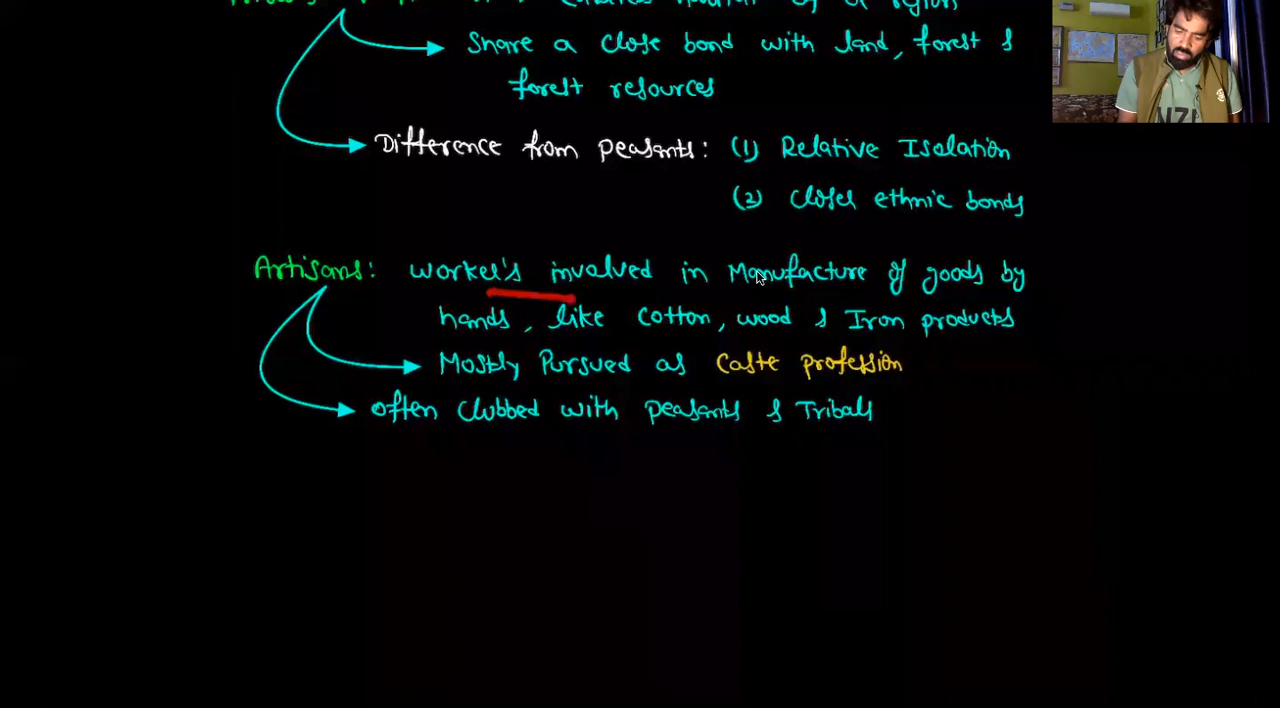 of a region
Share a close bond with land, forest &
forest resources
Difference from peasants: (1) Relative Isolation
(2) Closer ethnic bonds
Artisans: Worker's involved in Manufacture of goods by
hands, like Cotton, wood & Iron products
Mostly Pursued as Caste profession
Often Clubbed with peasants & Tribals